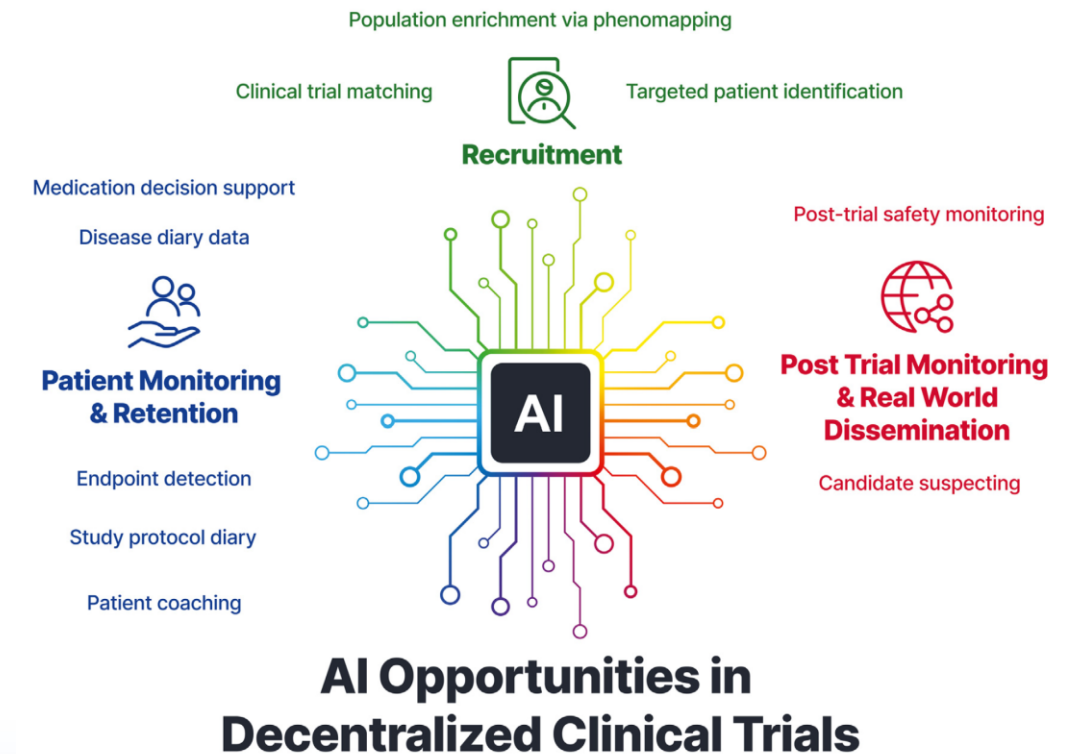 Population enrichment via phenomapping
Clinical trial matching
Targeted patient identification
Recruitment
Medication decision support
Disease diary data
Patient Monitoring
& Retention
Endpoint detection
Study protocol diary
Patient coaching
AI
Post-trial safety monitoring
Post Trial Monitoring
& Real World
Dissemination
Candidate suspecting
AI Opportunities in
Decentralized Clinical Trials